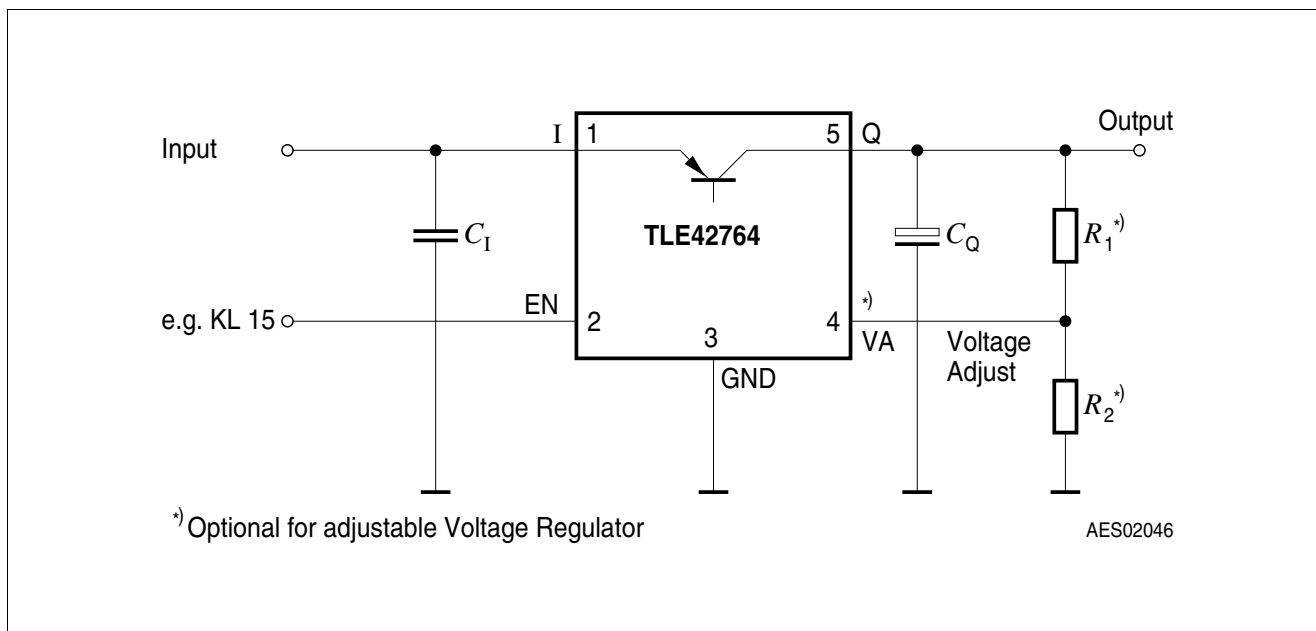 Input
I
1
5
Q
Output
TLE42764
C_I
C_Q
R_1*)
e.g. KL 15
EN
2
3
4
*)
VA
Voltage
Adjust
GND
R_2*)
*) Optional for adjustable Voltage Regulator
AES02046